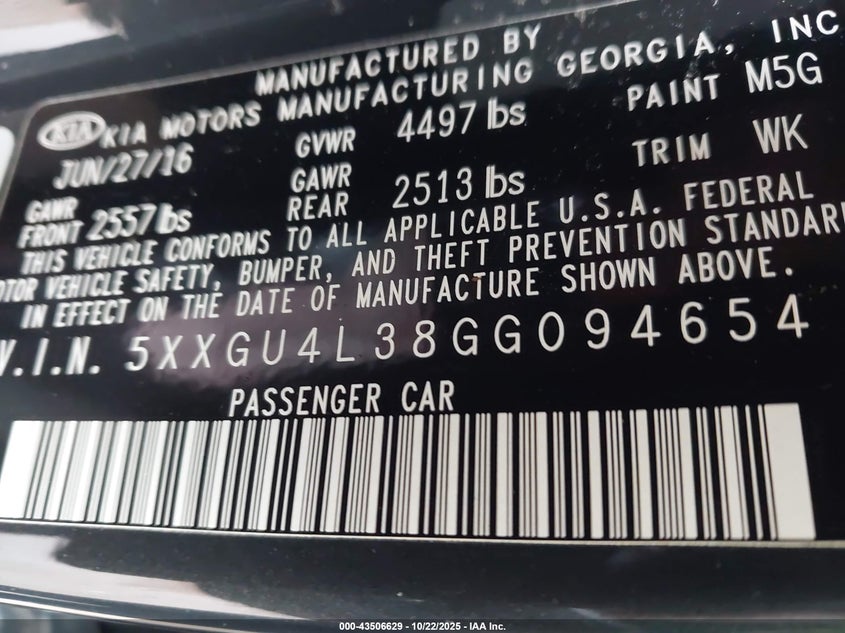 MANUFACTURED BY
KIA KIA MOTORS MANUFACTURING GEORGIA, INC
JUN/27/16 GVWR 4497 lbs PAINT M5G
GAWR FRONT 2557 lbs GAWR REAR 2513 lbs TRIM WK
THIS VEHICLE CONFORMS TO ALL APPLICABLE U.S.A. FEDERAL
OTOR VEHICLE SAFETY, BUMPER, AND THEFT PREVENTION STANDAR
IN EFFECT ON THE DATE OF MANUFACTURE SHOWN ABOVE.
V.I.N. 5XXGU4L38GG094654
PASSENGER CAR
000-43506629 - 10/22/2025 - IAA Inc.